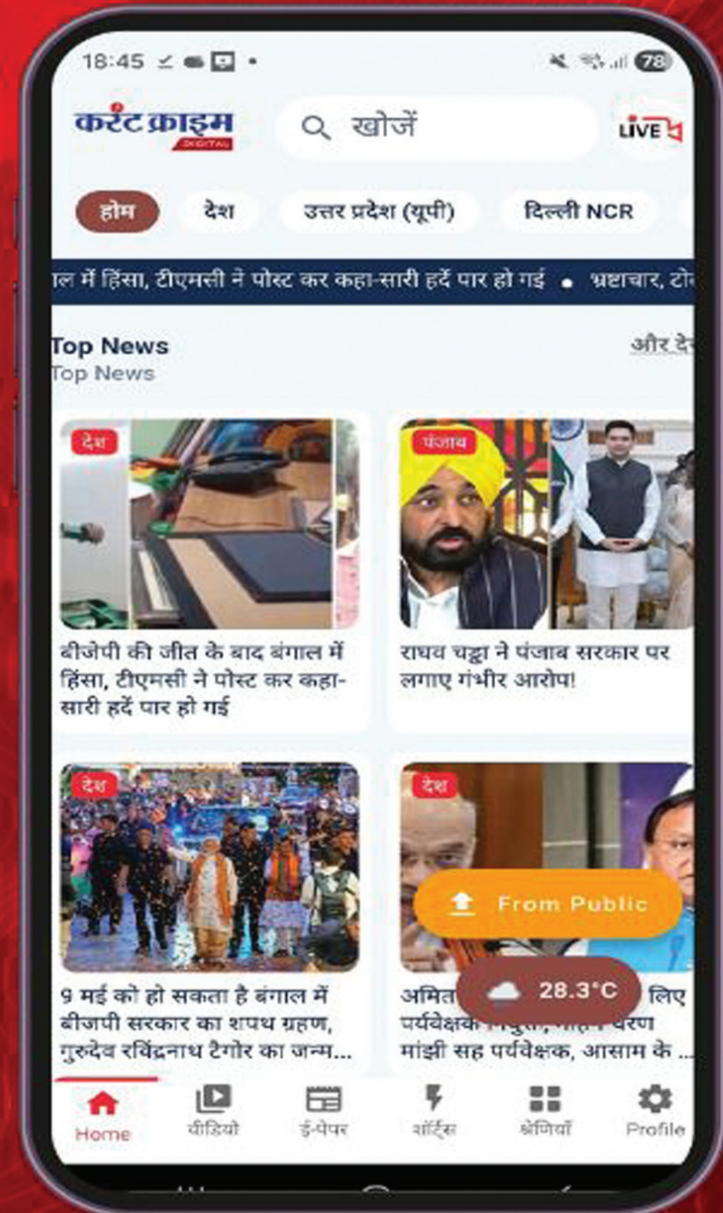 18:45
78
करंट क्राइम
DIGITAL
खोजें
LIVE
होम
देश
उत्तर प्रदेश (यूपी)
दिल्ली NCR
में हिंसा, टीएमसी ने पोस्ट कर कहा-सारी हदें पार हो गई • भ्रष्टाचार,
Top News
और
Top News
देश
बीजेपी की जीत के बाद बंगाल में
हिंसा, टीएमसी ने पोस्ट कर कहा-
सारी हदें पार हो गई
पंजाब
राघव चड्ढा ने पंजाब सरकार पर
लगाए गंभीर आरोप!
देश
9 मई को हो सकता है बंगाल में
बीजपी सरकार का शपथ ग्रहण,
गुरुदेव रविंद्रनाथ टैगोर का जन्म...
देश
From Public
28.3°C
अमित
लिए
पर्यवेक्षक
मांझी सह पर्यवेक्षक, आसाम के ...
Home
वीडियो
ई-पेपर
शॉर्ट्स
श्रेणियाँ
Profile